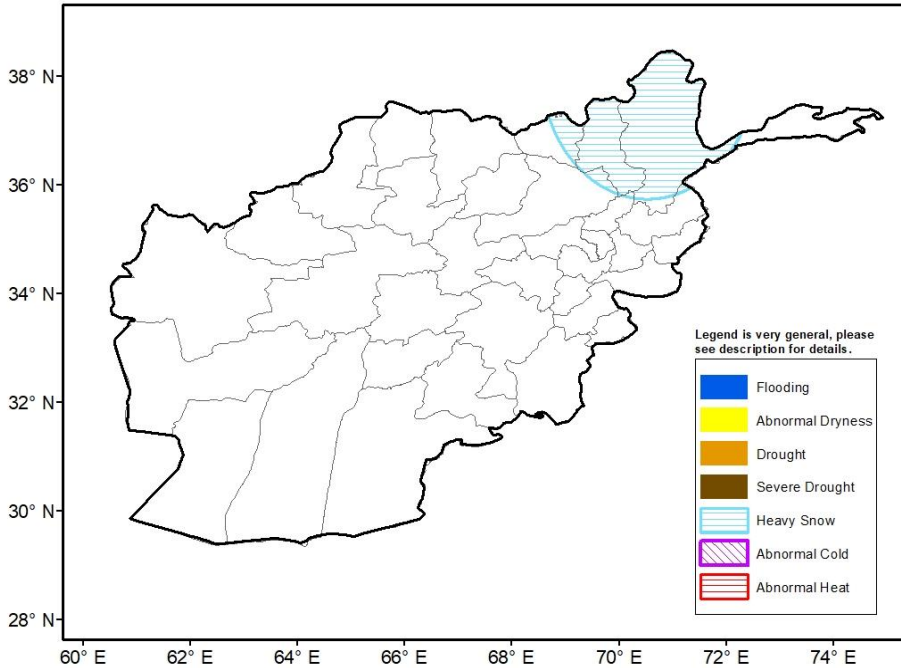 38° N
36° N
34° N
32° N
30° N
28° N
Legend is very general, please
see description for details.
Flooding
Abnormal Dryness
Drought
Severe Drought
Heavy Snow
Abnormal Cold
Abnormal Heat
60° E 62° E 64° E 66° E 68° E 70° E 72° E 74° E